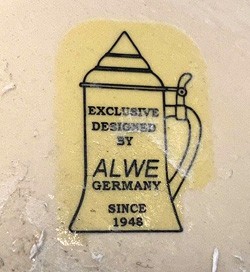 EXCLUSIVE
DESIGNED
BY
ALWE
GERMANY
SINCE
1948